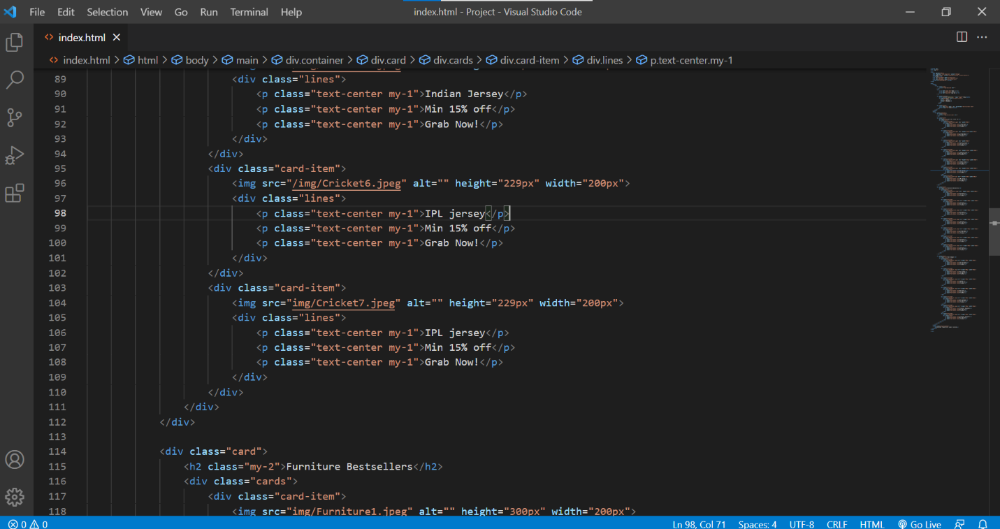 File Edit Selection View Go Run Terminal Help index.html - Project - Visual Studio Code
index.html
index.html > html > body > main > div.container > div.card > div.cards > div.card-item > div.lines > p.text-center.my-1
89 <div class="lines">
90 <p class="text-center my-1">Indian Jersey</p>
91 <p class="text-center my-1">Min 15% off</p>
92 <p class="text-center my-1">Grab Now!</p>
93 </div>
94 </div>
95 <div class="card-item">
96 <img src="/img/Cricket6.jpeg" alt="" height="229px" width="200px">
97 <div class="lines">
98 <p class="text-center my-1">IPL jersey</p>
99 <p class="text-center my-1">Min 15% off</p>
100 <p class="text-center my-1">Grab Now!</p>
101 </div>
102 </div>
103 <div class="card-item">
104 <img src="img/Cricket7.jpeg" alt="" height="229px" width="200px">
105 <div class="lines">
106 <p class="text-center my-1">IPL jersey</p>
107 <p class="text-center my-1">Min 15% off</p>
108 <p class="text-center my-1">Grab Now!</p>
109 </div>
110 </div>
111 </div>
112 </div>
113
114 <div class="card">
115 <h2 class="my-2">Furniture Bestsellers</h2>
116 <div class="cards">
117 <div class="card-item">
118 <img src="img/Furniture1.jpeg" alt="" height="300px" width="200px">
0 0 Ln 98, Col 71 Spaces: 4 UTF-8 CRLF HTML Go Live